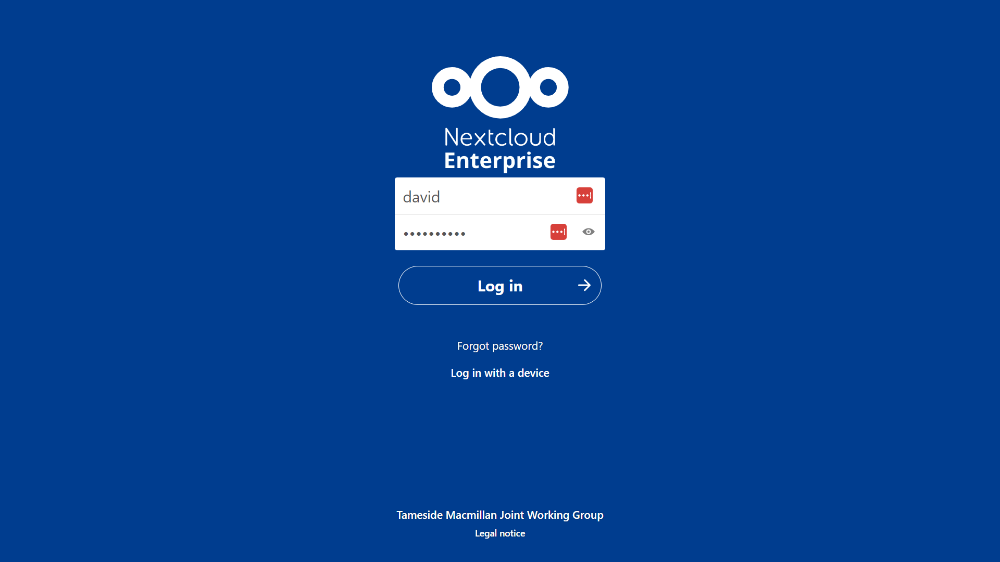 Nextcloud
Enterprise
david
••••••••••
Log in
Forgot password?
Log in with a device
Tameside Macmillan Joint Working Group
Legal notice